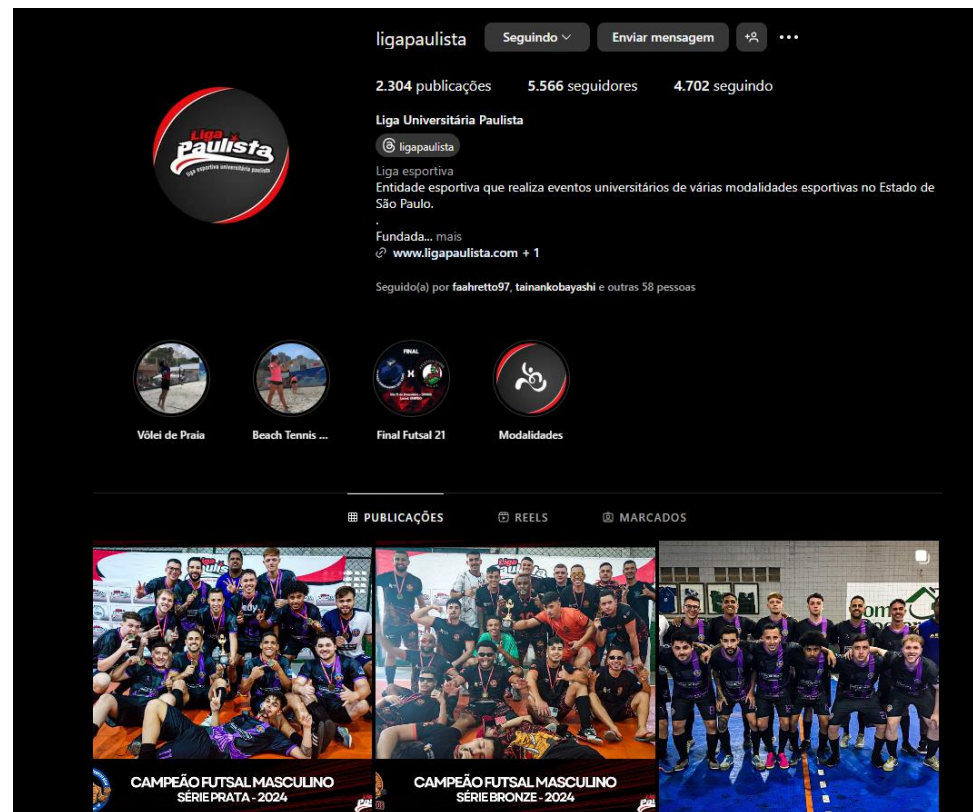 ligapaulista
Seguindo
Enviar mensagem
2.304 publicações 5.566 seguidores 4.702 seguindo
Liga Universitária Paulista
ligapaulista
Liga esportiva
Entidade esportiva que realiza eventos universitários de várias modalidades esportivas no Estado de
São Paulo.
.
Fundada... mais
www.ligapaulista.com + 1
Seguido(a) por faahretto97, tainankobayashi e outras 58 pessoas
Liga
Paulista
liga esportiva universitária paulista
FINAL
X
Vôlei de Praia
Beach Tennis ...
Final Futsal 21
Modalidades
PUBLICAÇÕES
REELS
MARCADOS
CAMPEÃO FUTSAL MASCULINO
SÉRIE PRATA - 2024
CAMPEÃO FUTSAL MASCULINO
SÉRIE BRONZE - 2024